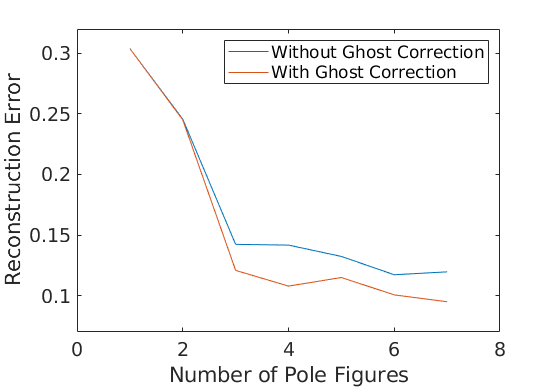 Without Ghost Correction
With Ghost Correction
0.3
0.25
0.2
0.15
0.1
Reconstruction Error
0 2 4 6 8
Number of Pole Figures